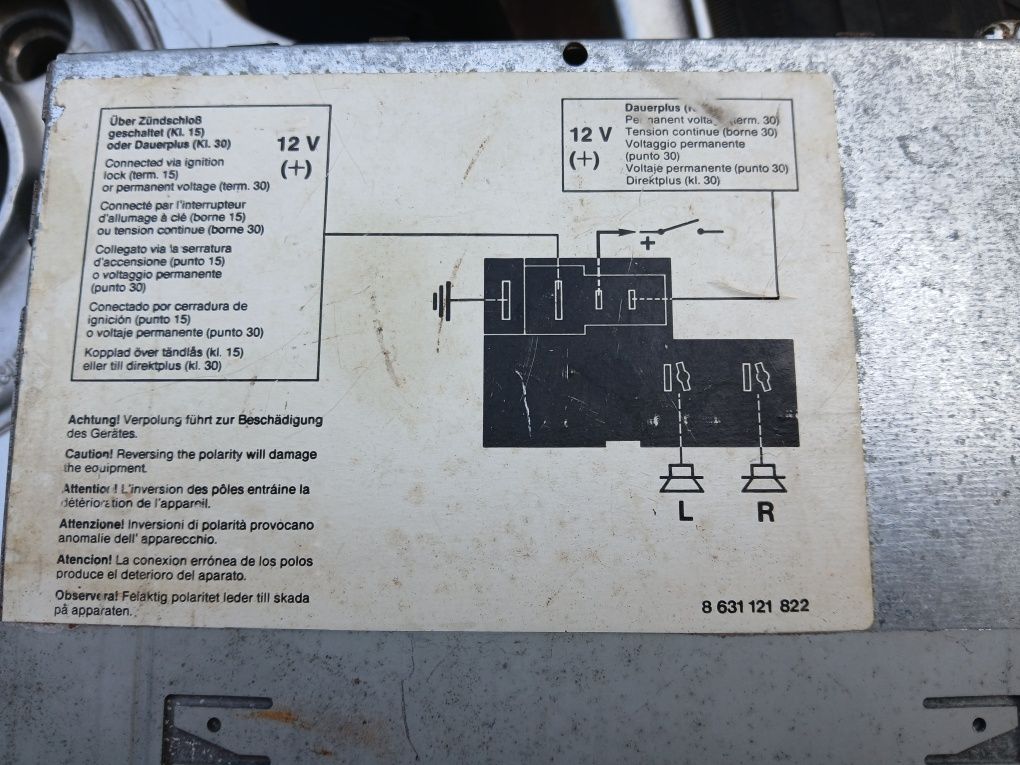 Über Zündschloß
geschaltet (Kl. 15)
oder Dauerplus (Kl. 30)
Connected via ignition
lock (term. 15)
or permanent voltage (term. 30)
Connecté par l'interrupteur
d'allumage à clé (borne 15)
ou tension continue (borne 30)
Collegato via la serratura
d'accensione (punto 15)
o voltaggio permanente
(punto 30)
Conectado por cerradura de
ignición (punto 15)
o voltaje permanente (punto 30)
Kopplad över tändlås (kl. 15)
eller till direktplus (kl. 30)
12 V
(+)
12 V
(+)
Dauerplus
Permanent voltage (term. 30)
Tension continue (borne 30)
Voltaggio permanente
(punto 30)
Voltaje permanente (punto 30)
Direktplus (kl. 30)
+
L R
Achtung! Verpolung führt zur Beschädigung
des Gerätes.
Caution! Reversing the polarity will damage
the equipment.
Attention! L'inversion des pôles entraîne la
détérioration de l'appareil.
Attenzione! Inversioni di polarità provocano
anomalie dell' apparecchio.
Atencion! La conexion errónea de los polos
produce el deterioro del aparato.
Observera! Felaktig polaritet leder till skada
på apparaten.
8 631 121 822